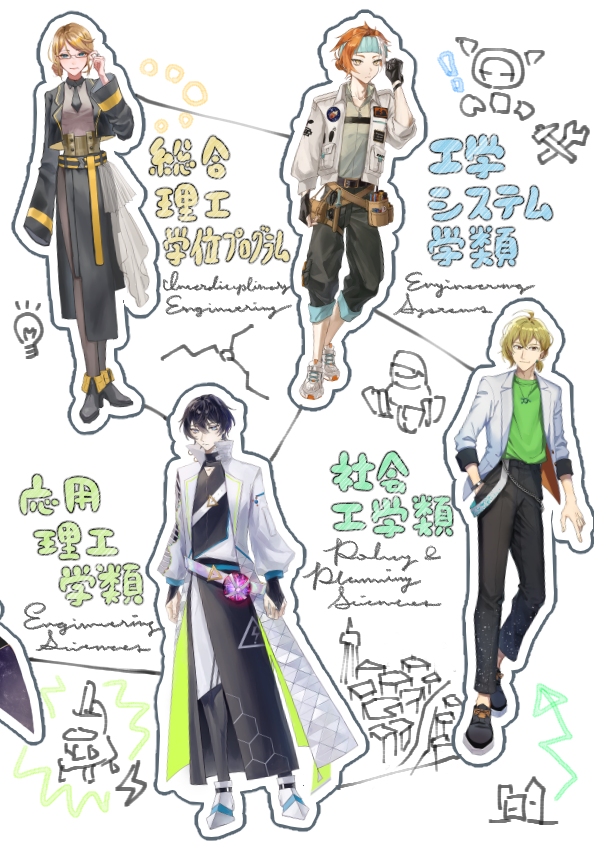 総合
理工
学位プログラム
Interdiciplinary
Engineering
工学
システム
学類
Engineering
Systems
社会
工学類
Policy &
Planning
Sciences
応用
理工
学類
Engineering
Sciences